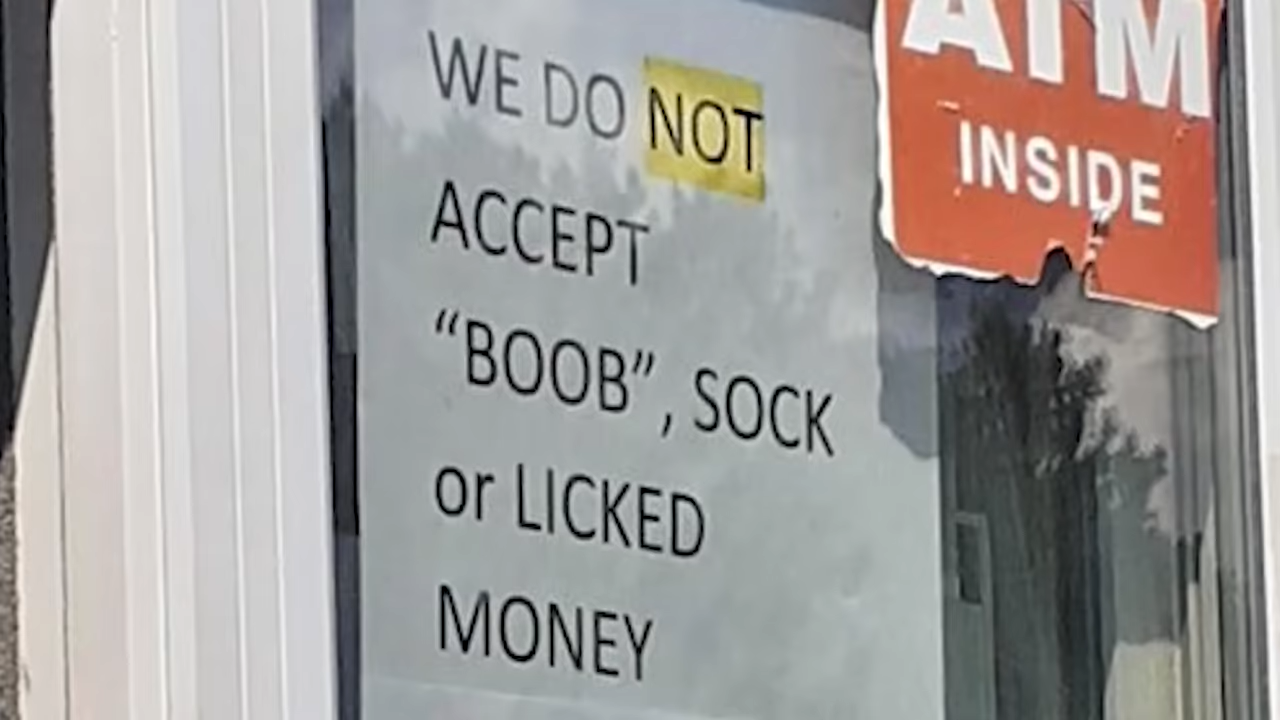 WE DO NOT
ACCEPT
“BOOB”, SOCK
or LICKED
MONEY
ATM
INSIDE